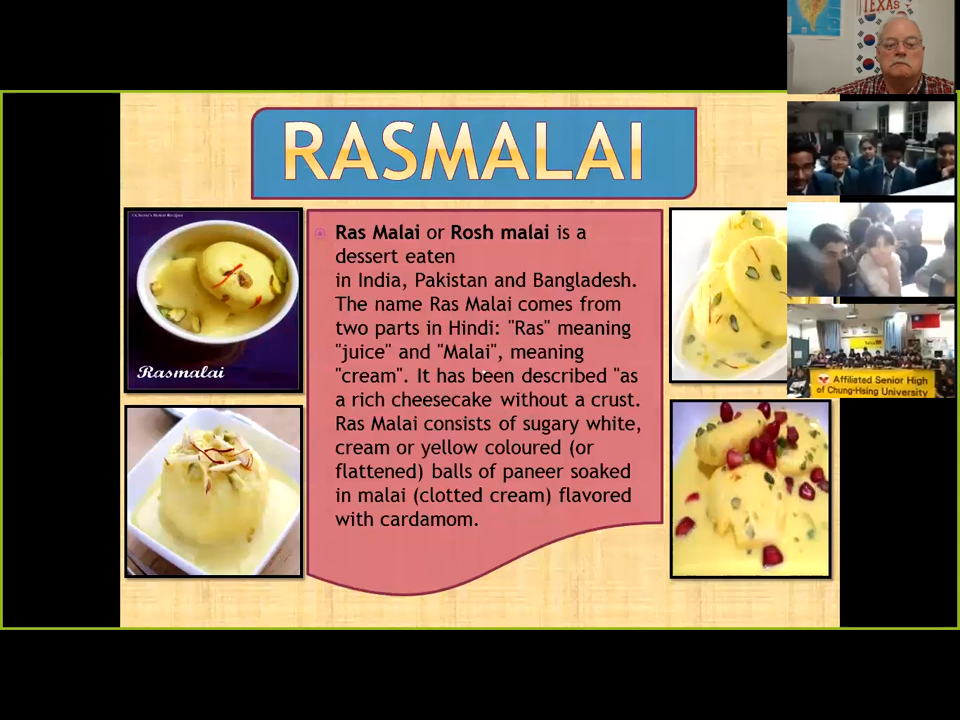 TEXAS
RASMALAI
Rasmalai
Ras Malai or Rosh malai is a
dessert eaten
in India, Pakistan and Bangladesh.
The name Ras Malai comes from
two parts in Hindi: "Ras" meaning
"juice" and "Malai", meaning
"cream". It has been described "as
a rich cheesecake without a crust.
Ras Malai consists of sugary white,
cream or yellow coloured (or
flattened) balls of paneer soaked
in malai (clotted cream) flavored
with cardamom.
Affiliated Senior High
of Chung-Hsing University